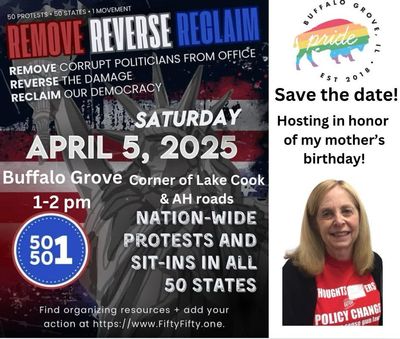 50 PROTESTS • 50 STATES • 1 MOVEMENT
REMOVE REVERSE RECLAIM
REMOVE CORRUPT POLITICIANS FROM OFFICE
REVERSE THE DAMAGE
RECLAIM OUR DEMOCRACY
SATURDAY
APRIL 5, 2025
Buffalo Grove Corner of Lake Cook
1-2 pm & AH roads
NATION-WIDE
PROTESTS AND
SIT-INS IN ALL
50 STATES
50
50 1
Find organizing resources + add your
action at https://www.FiftyFifty.one.
BUFFALO GROVE, IL
pride
EST 2018
Save the date!
Hosting in honor
of my mother's
birthday!
POLICY CHANGE